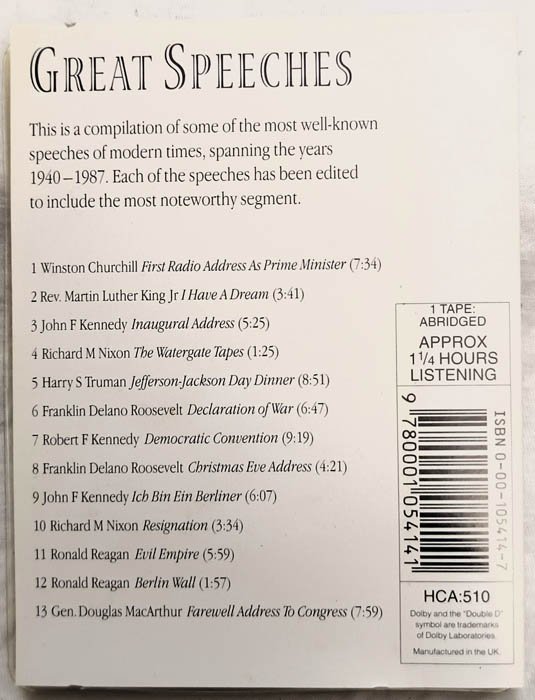 GREAT SPEECHES
This is a compilation of some of the most well-known
speeches of modern times, spanning the years
1940–1987. Each of the speeches has been edited
to include the most noteworthy segment.
1 Winston Churchill First Radio Address As Prime Minister (7:34)
2 Rev. Martin Luther King Jr I Have A Dream (3:41)
3 John F Kennedy Inaugural Address (5:25)
4 Richard M Nixon The Watergate Tapes (1:25)
5 Harry S Truman Jefferson-Jackson Day Dinner (8:51)
6 Franklin Delano Roosevelt Declaration of War (6:47)
7 Robert F Kennedy Democratic Convention (9:19)
8 Franklin Delano Roosevelt Christmas Eve Address (4:21)
9 John F Kennedy Ich Bin Ein Berliner (6:07)
10 Richard M Nixon Resignation (3:34)
11 Ronald Reagan Evil Empire (5:59)
12 Ronald Reagan Berlin Wall (1:57)
13 Gen. Douglas MacArthur Farewell Address To Congress (7:59)
1 TAPE:
ABRIDGED
APPROX
1¼ HOURS
LISTENING
ISBN 0-00-105414-7
9 780001 054141
HCA:510
Dolby and the "Double D"
symbol are trademarks
of Dolby Laboratories.
Manufactured in the UK.